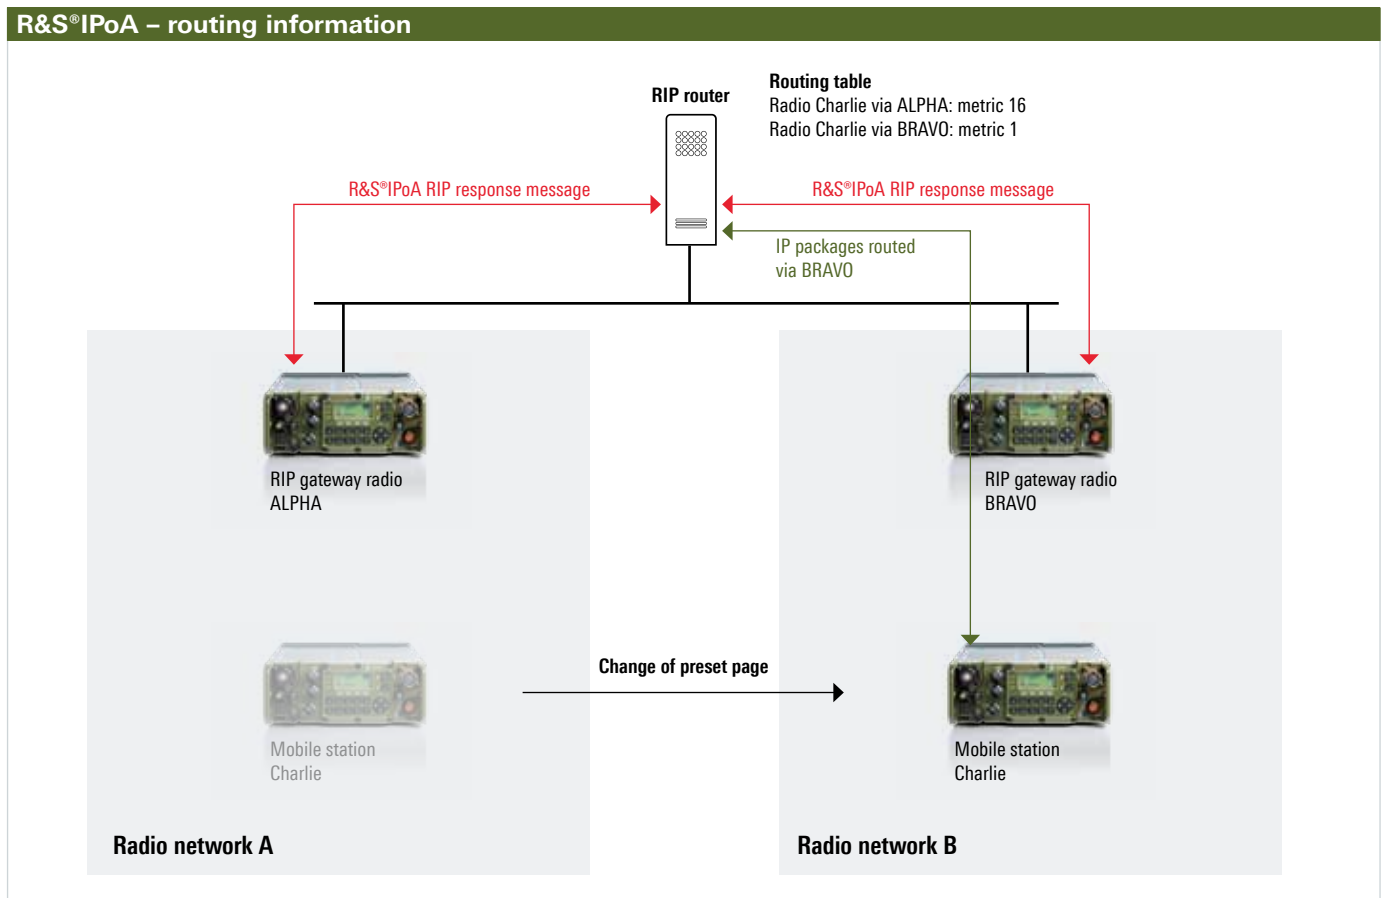 R&S®IPoA – routing information
RIP router
Routing table
Radio Charlie via ALPHA: metric 16
Radio Charlie via BRAVO: metric 1
R&S®IPoA RIP response message
R&S®IPoA RIP response message
IP packages routed
via BRAVO
RIP gateway radio
ALPHA
RIP gateway radio
BRAVO
Change of preset page
Mobile station
Charlie
Mobile station
Charlie
Radio network A
Radio network B